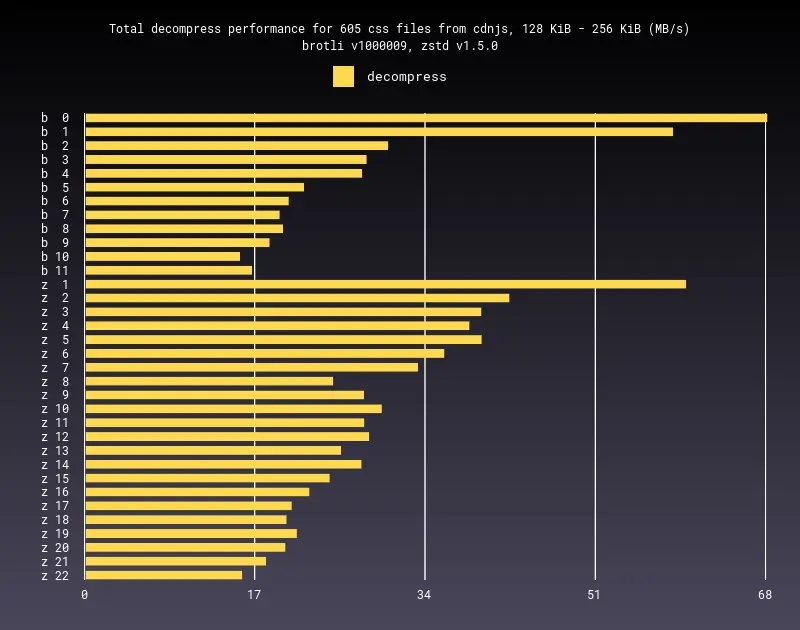 Total decompress performance for 605 css files from cdnjs, 128 KiB - 256 KiB (MB/s)
brotli v1000009, zstd v1.5.0
decompress
b 0
b 1
b 2
b 3
b 4
b 5
b 6
b 7
b 8
b 9
b 10
b 11
z 1
z 2
z 3
z 4
z 5
z 6
z 7
z 8
z 9
z 10
z 11
z 12
z 13
z 14
z 15
z 16
z 17
z 18
z 19
z 20
z 21
z 22
0 17 34 51 68